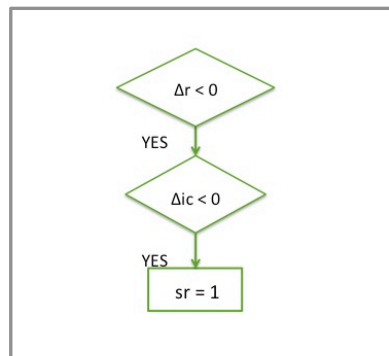 Δr < 0
YES
Δic < 0
YES
sr = 1